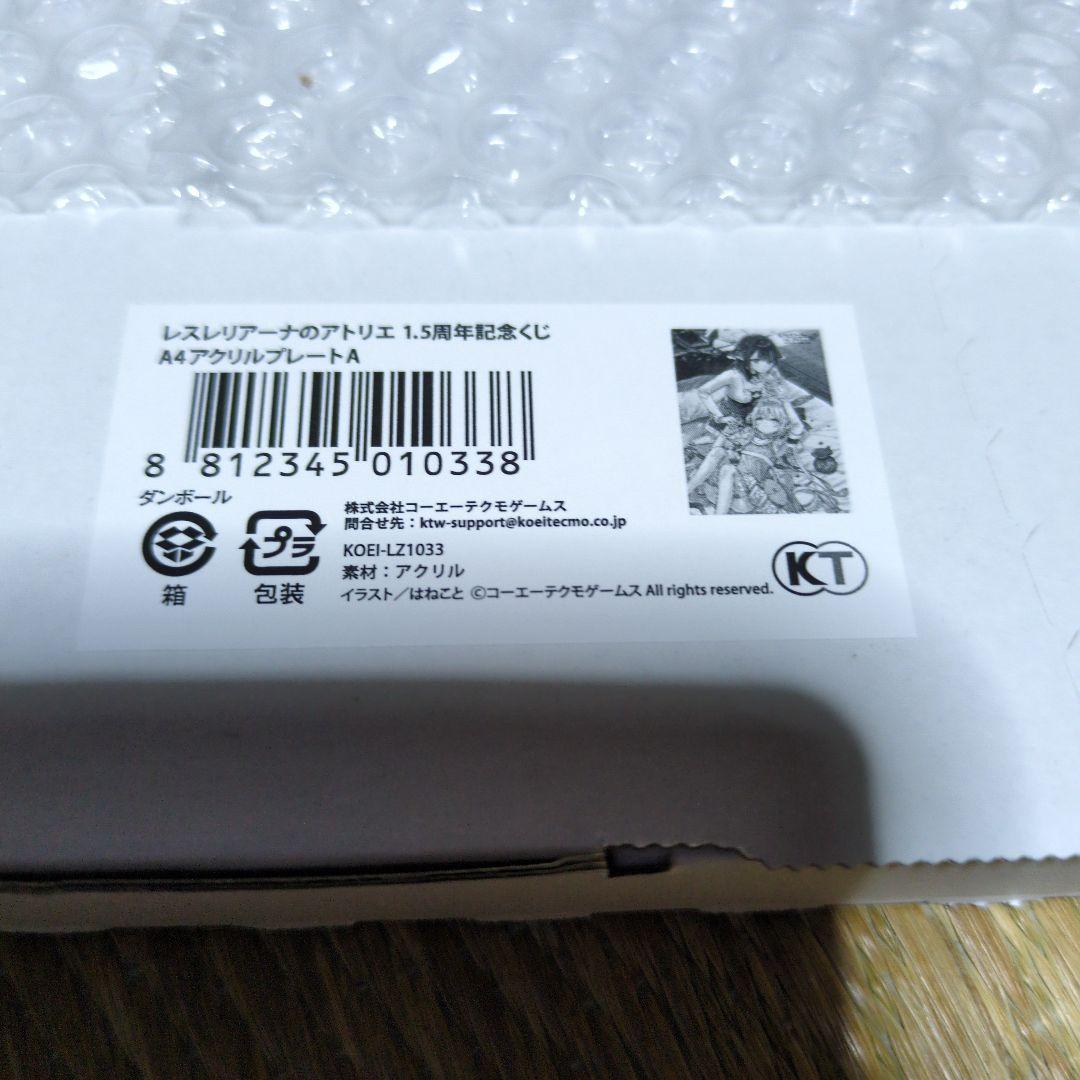 レスレリアーナのアトリエ 1.5周年記念くじ
A4アクリルプレートA
8 812345 010338
ダンボール
箱
プラ
包装
株式会社コーエーテクモゲームス
問合せ先：ktw-support@koeitecmo.co.jp
KOEI-LZ1033
素材：アクリル
イラスト／はねこと ©コーエーテクモゲームス All rights reserved.
KT